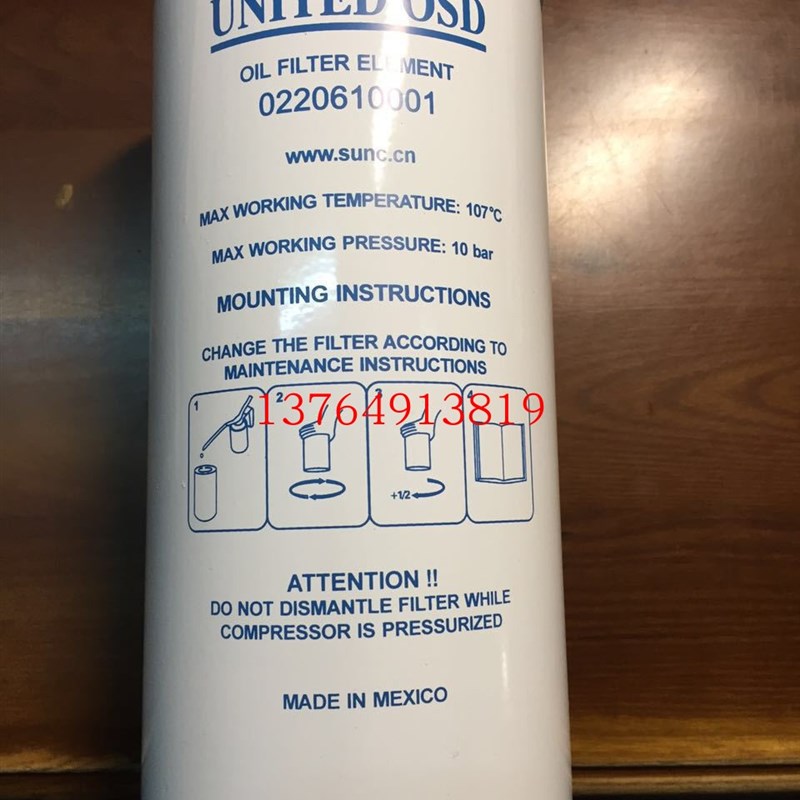 UNITED OSD
OIL FILTER ELEMENT
0220610001
www.sunc.cn
MAX WORKING TEMPERATURE: 107°C
MAX WORKING PRESSURE: 10 bar
MOUNTING INSTRUCTIONS
CHANGE THE FILTER ACCORDING TO
MAINTENANCE INSTRUCTIONS
1 2 3 4
13764913819
+1/2
ATTENTION !!
DO NOT DISMANTLE FILTER WHILE
COMPRESSOR IS PRESSURIZED
MADE IN MEXICO